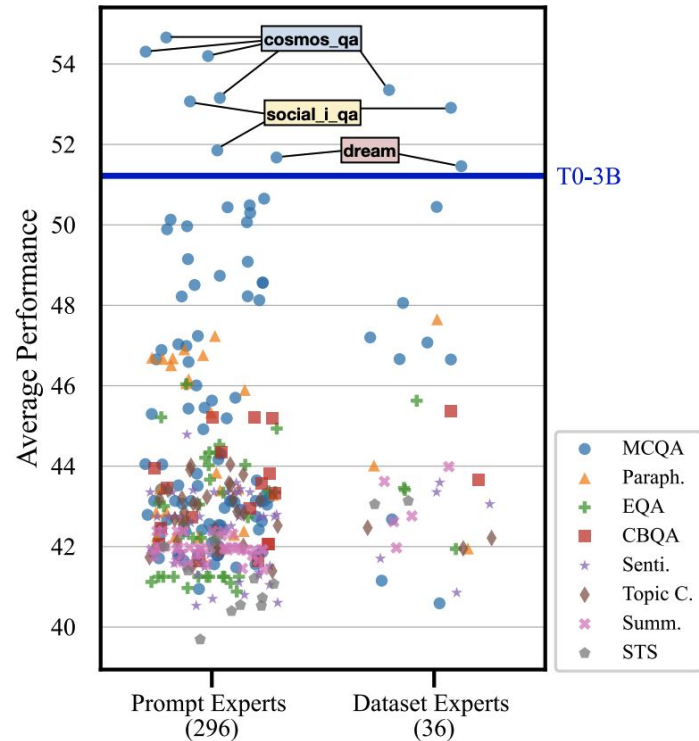 cosmos_qa
54
social_i_qa
52
dream
T0-3B
50
Average Performance
48
46
44
42
40
MCQA
Paraph.
EQA
CBQA
Senti.
Topic C.
Summ.
STS
Prompt Experts
(296)
Dataset Experts
(36)